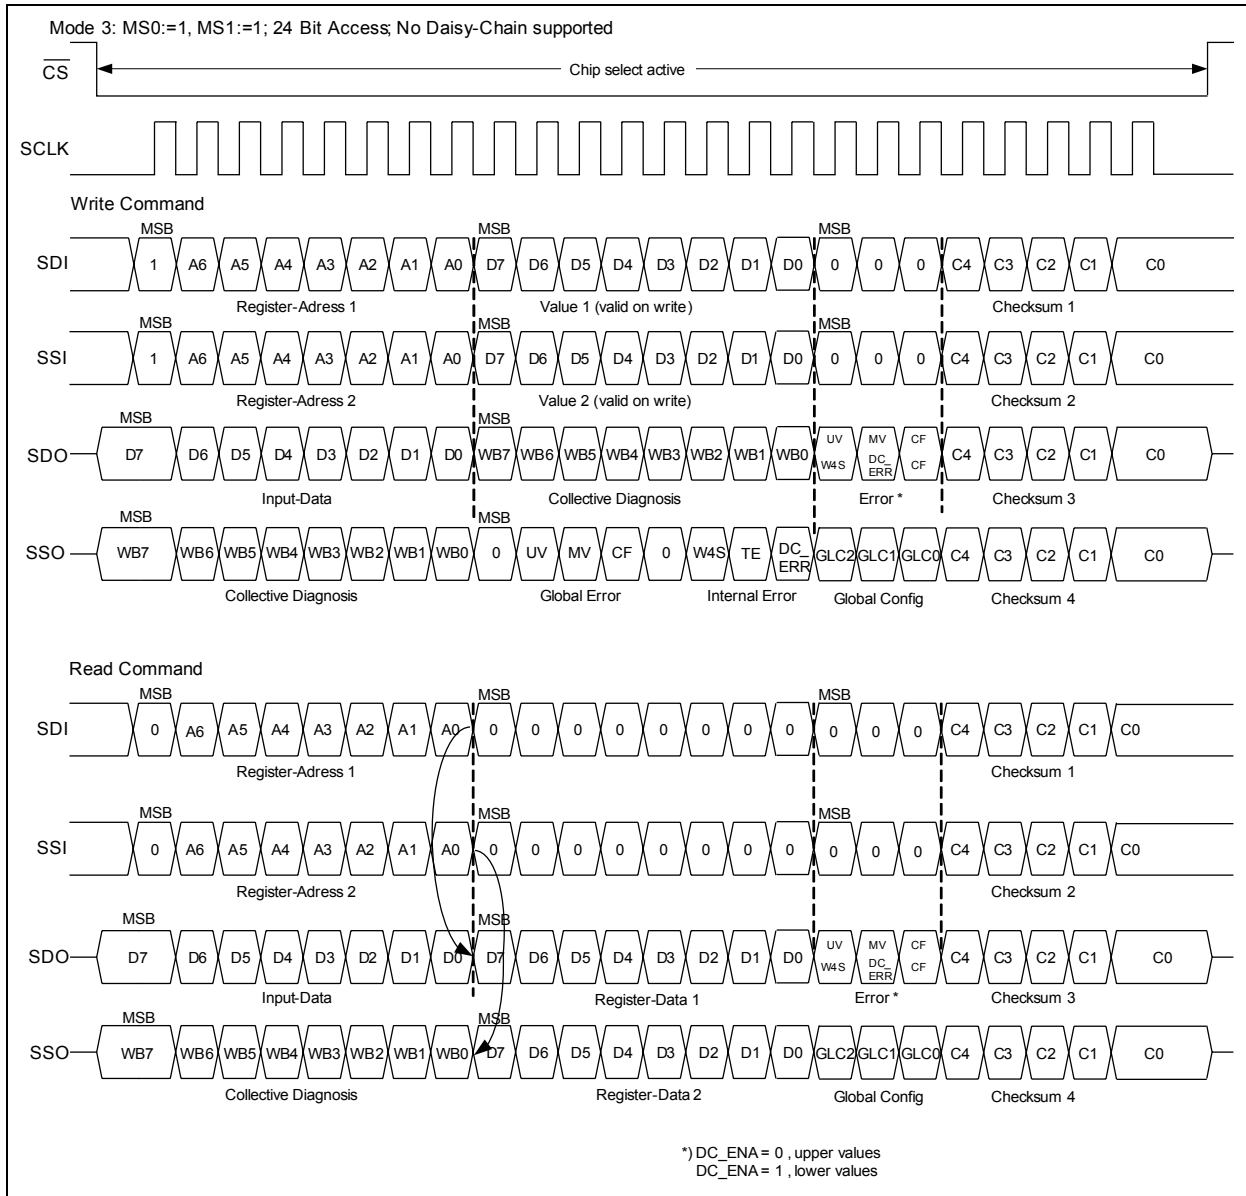 Mode 3: MS0:=1, MS1:=1; 24 Bit Access; No Daisy-Chain supported
CS
Chip select active
SCLK
Write Command
MSB MSB MSB
SDI 1 A6 A5 A4 A3 A2 A1 A0 D7 D6 D5 D4 D3 D2 D1 D0 0 0 0 C4 C3 C2 C1 C0
Register-Adress 1 Value 1 (valid on write) Checksum 1
MSB MSB MSB
SSI 1 A6 A5 A4 A3 A2 A1 A0 D7 D6 D5 D4 D3 D2 D1 D0 0 0 0 C4 C3 C2 C1 C0
Register-Adress 2 Value 2 (valid on write) Checksum 2
MSB MSB
UV MV CF
SDO D7 D6 D5 D4 D3 D2 D1 D0 WB7 WB6 WB5 WB4 WB3 WB2 WB1 WB0 C4 C3 C2 C1 C0
W4S DC_ERR CF
Input-Data Collective Diagnosis Error * Checksum 3
MSB MSB
SSO WB7 WB6 WB5 WB4 WB3 WB2 WB1 WB0 0 UV MV CF 0 W4S TE DC_ERR GLC2 GLC1 GLC0 C4 C3 C2 C1 C0
Collective Diagnosis Global Error Internal Error Global Config Checksum 4
Read Command
MSB MSB MSB
SDI 0 A6 A5 A4 A3 A2 A1 A0 0 0 0 0 0 0 0 0 0 0 0 C4 C3 C2 C1 C0
Register-Adress 1 Checksum 1
MSB MSB MSB
SSI 0 A6 A5 A4 A3 A2 A1 A0 0 0 0 0 0 0 0 0 0 0 0 C4 C3 C2 C1 C0
Register-Adress 2 Checksum 2
MSB MSB
UV MV CF
SDO D7 D6 D5 D4 D3 D2 D1 D0 D7 D6 D5 D4 D3 D2 D1 D0 C4 C3 C2 C1 C0
W4S DC_ERR CF
Input-Data Register-Data 1 Error * Checksum 3
MSB MSB
SSO WB7 WB6 WB5 WB4 WB3 WB2 WB1 WB0 D7 D6 D5 D4 D3 D2 D1 D0 GLC2 GLC1 GLC0 C4 C3 C2 C1 C0
Collective Diagnosis Register-Data 2 Global Config Checksum 4
*) DC_ENA = 0 , upper values
DC_ENA = 1 , lower values